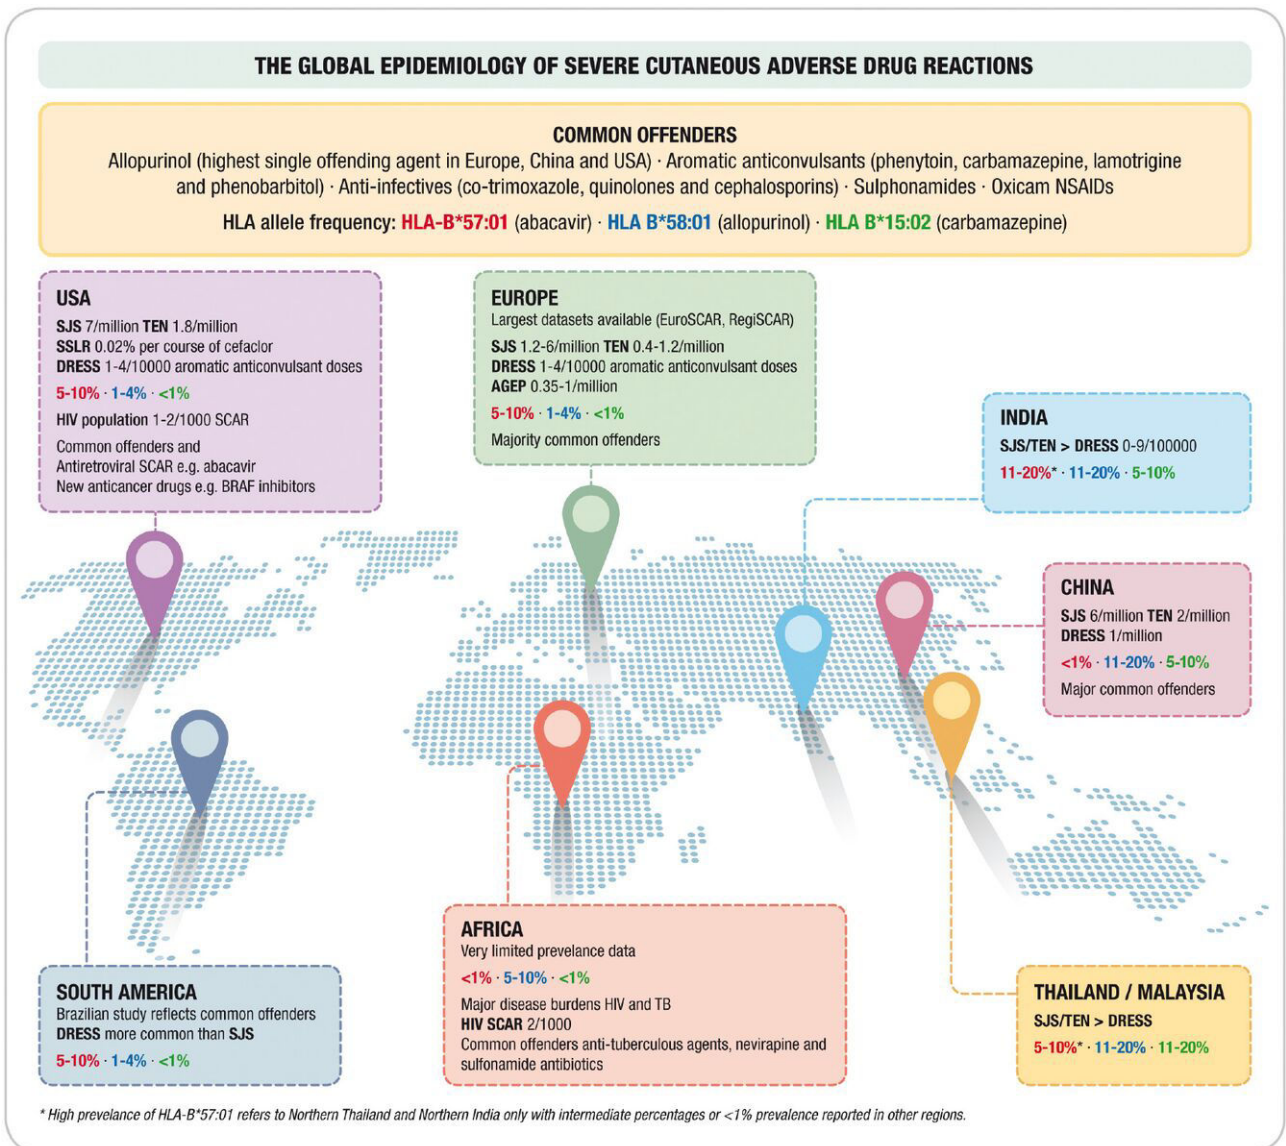 THE GLOBAL EPIDEMIOLOGY OF SEVERE CUTANEOUS ADVERSE DRUG REACTIONS
COMMON OFFENDERS
Allopurinol (highest single offending agent in Europe, China and USA) · Aromatic anticonvulsants (phenytoin, carbamazepine, lamotrigine
and phenobarbitol) · Anti-infectives (co-trimoxazole, quinolones and cephalosporins) · Sulphonamides · Oxicam NSAIDs
HLA allele frequency: HLA-B*57:01 (abacavir) · HLA B*58:01 (allopurinol) · HLA B*15:02 (carbamazepine)
USA
SJS 7/million TEN 1.8/million
SSLR 0.02% per course of cefaclor
DRESS 1-4/10000 aromatic anticonvulsant doses
5-10% · 1-4% · <1%
HIV population 1-2/1000 SCAR
Common offenders and
Antiretroviral SCAR e.g. abacavir
New anticancer drugs e.g. BRAF inhibitors
EUROPE
Largest datasets available (EuroSCAR, RegiSCAR)
SJS 1.2-6/million TEN 0.4-1.2/million
DRESS 1-4/10000 aromatic anticonvulsant doses
AGEP 0.35-1/million
5-10% · 1-4% · <1%
Majority common offenders
INDIA
SJS/TEN > DRESS 0-9/100000
11-20%* · 11-20% · 5-10%
CHINA
SJS 6/million TEN 2/million
DRESS 1/million
<1% · 11-20% · 5-10%
Major common offenders
SOUTH AMERICA
Brazilian study reflects common offenders
DRESS more common than SJS
5-10% · 1-4% · <1%
AFRICA
Very limited prevelance data
<1% · 5-10% · <1%
Major disease burdens HIV and TB
HIV SCAR 2/1000
Common offenders anti-tuberculous agents, nevirapine and
sulfonamide antibiotics
THAILAND / MALAYSIA
SJS/TEN > DRESS
5-10%* · 11-20% · 11-20%
* High prevelance of HLA-B*57:01 refers to Northern Thailand and Northern India only with intermediate percentages or <1% prevalence reported in other regions.